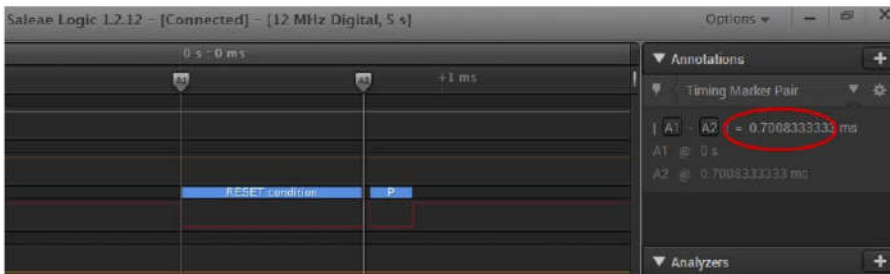 Saleae Logic 1.2.12 - [Connected] - [12 MHz Digital, 5 s]
Options
0 s : 0 ms
+1 ms
A1
A2
RESET condition
P
Annotations
Timing Marker Pair
| A1 - A2 | = 0.7008333333 ms
A1 @ 0 s
A2 @ 0.7008333333 ms
Analyzers